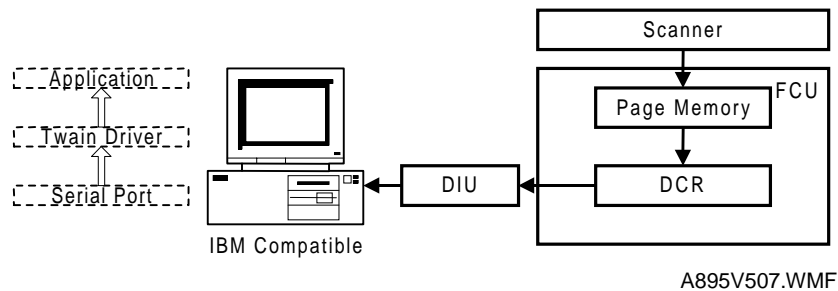 Scanner
Application
FCU
Page Memory
Twain Driver
DIU
DCR
Serial Port
IBM Compatible
A895V507.WMF